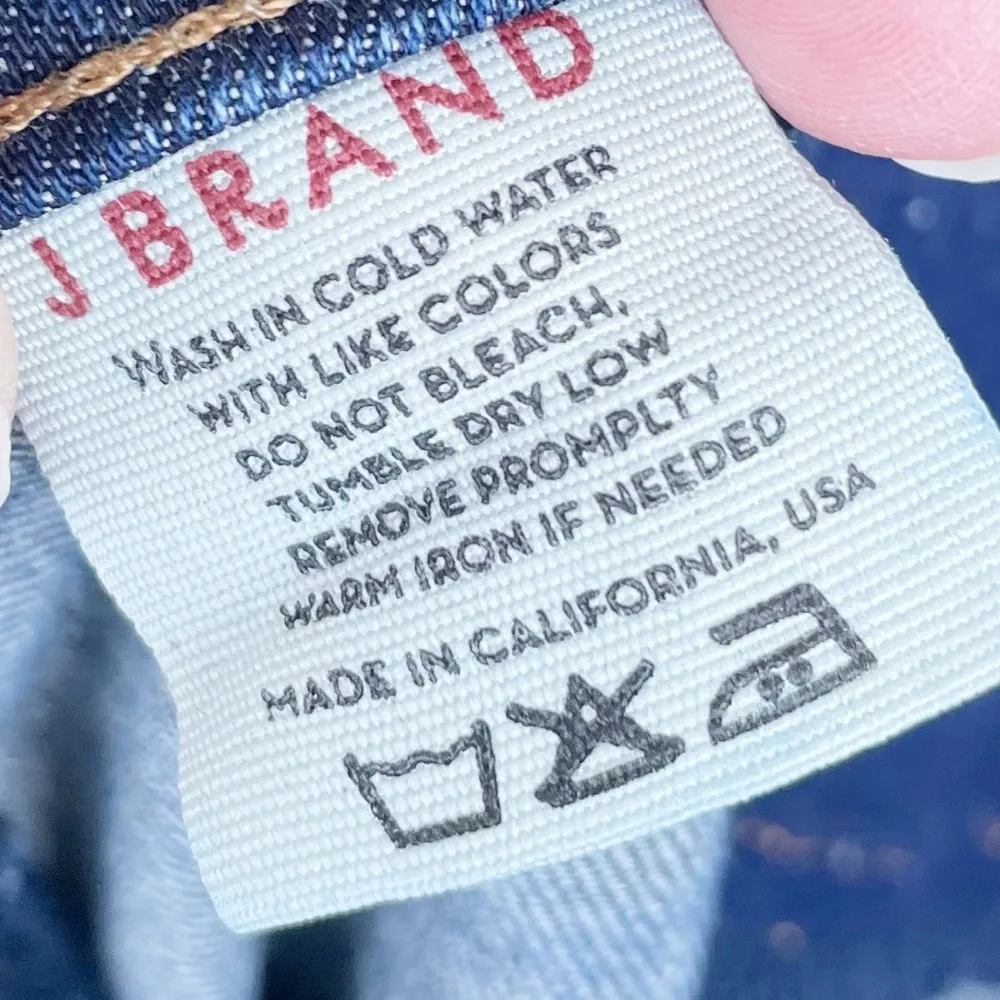 J BRAND
WASH IN COLD WATER
WITH LIKE COLORS
DO NOT BLEACH,
TUMBLE DRY LOW
REMOVE PROMPLTY
WARM IRON IF NEEDED
MADE IN CALIFORNIA, USA